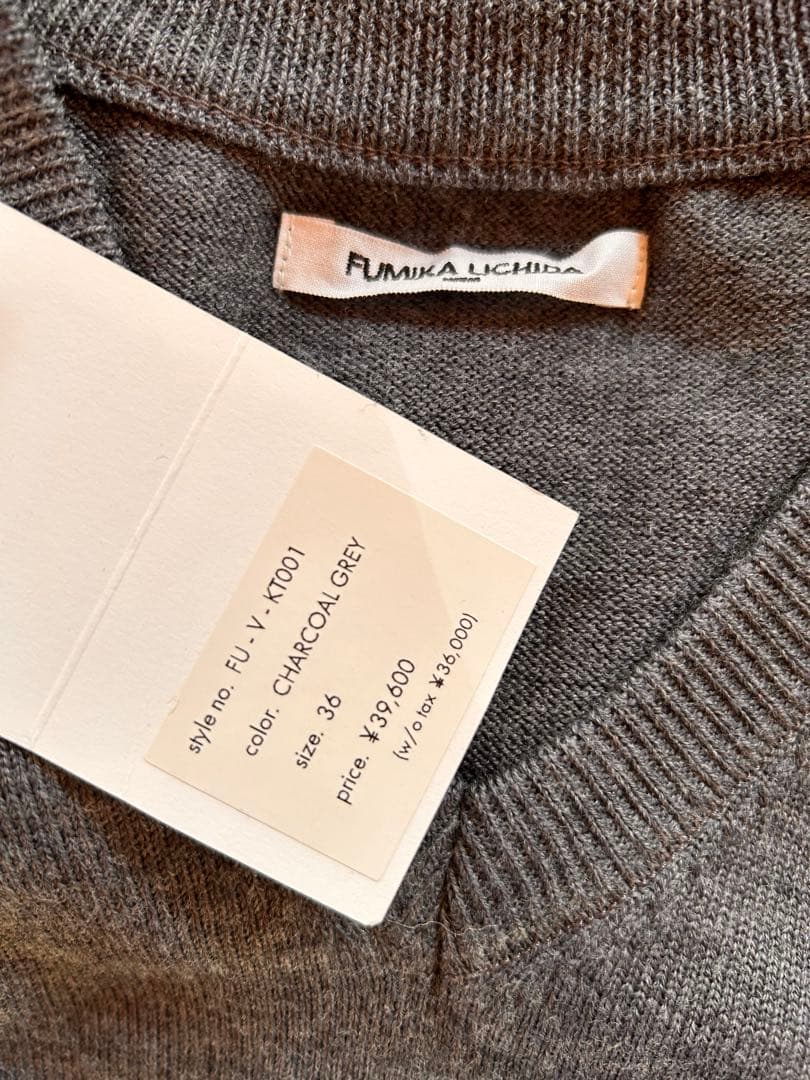 FUMIKA UCHIDA
style no. FU - V - KT001
color. CHARCOAL GREY
size. 36
price. ¥39,600
(w/o tax ¥36,000)